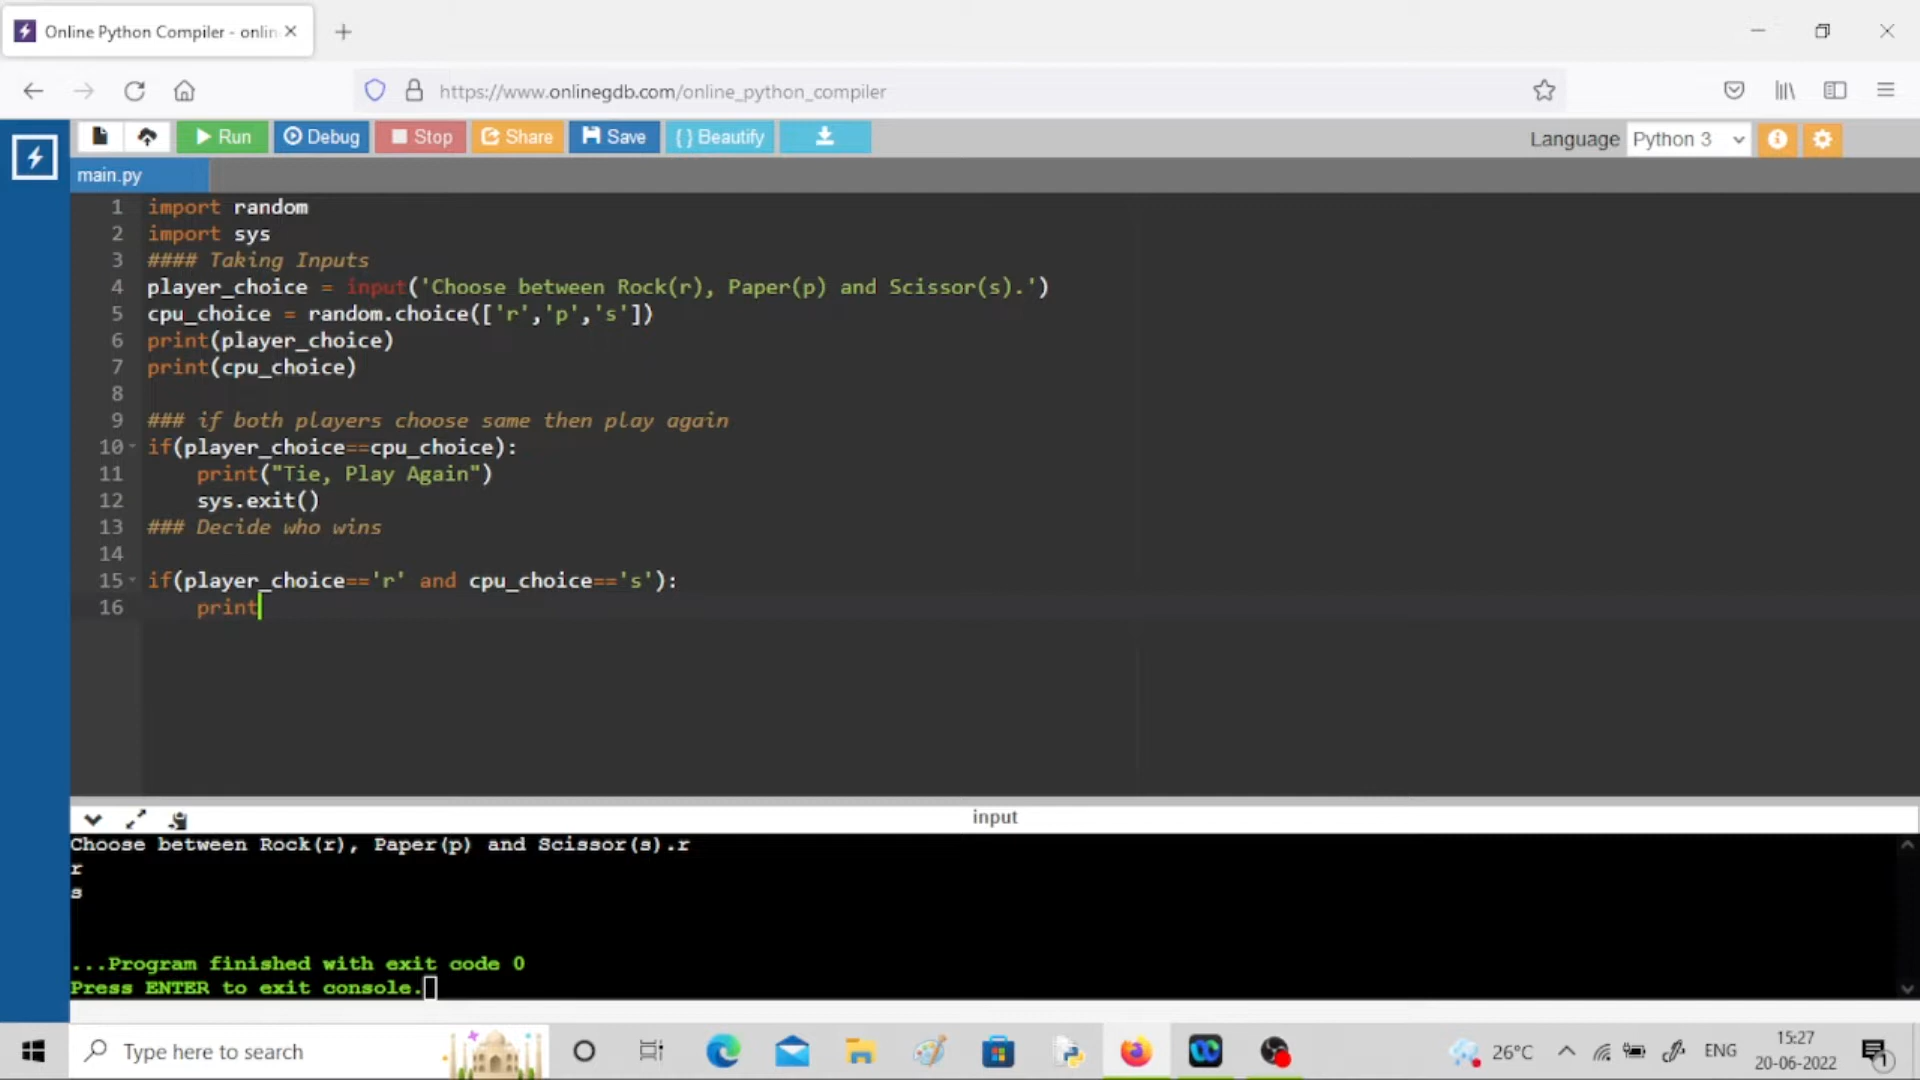 Online Python Compiler - onlin
https://www.onlinegdb.com/online_python_compiler
Run Debug Stop Share Save { } Beautify Language Python 3
main.py
1 import random
2 import sys
3 #### Taking Inputs
4 player_choice = input('Choose between Rock(r), Paper(p) and Scissor(s).')
5 cpu_choice = random.choice(['r','p','s'])
6 print(player_choice)
7 print(cpu_choice)
8
9 ### if both players choose same then play again
10 if(player_choice==cpu_choice):
11 print("Tie, Play Again")
12 sys.exit()
13 ### Decide who wins
14
15 if(player_choice=='r' and cpu_choice=='s'):
16 print
input
Choose between Rock(r), Paper(p) and Scissor(s).r
r
s
...Program finished with exit code 0
Press ENTER to exit console.
Type here to search
26°C
ENG
15:27
20-06-2022
1